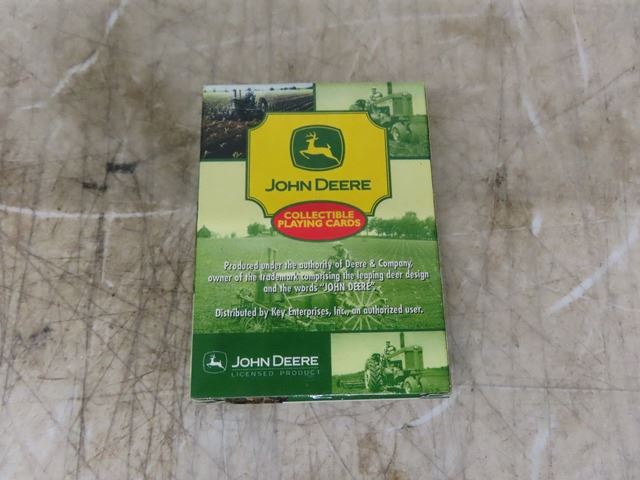 JOHN DEERE
COLLECTIBLE
PLAYING CARDS
Produced under the authority of Deere & Company,
owner of the trademark comprising the leaping deer design
and the words "JOHN DEERE".
Distributed by Key Enterprises, Inc., an authorized user.
JOHN DEERE
LICENSED PRODUCT